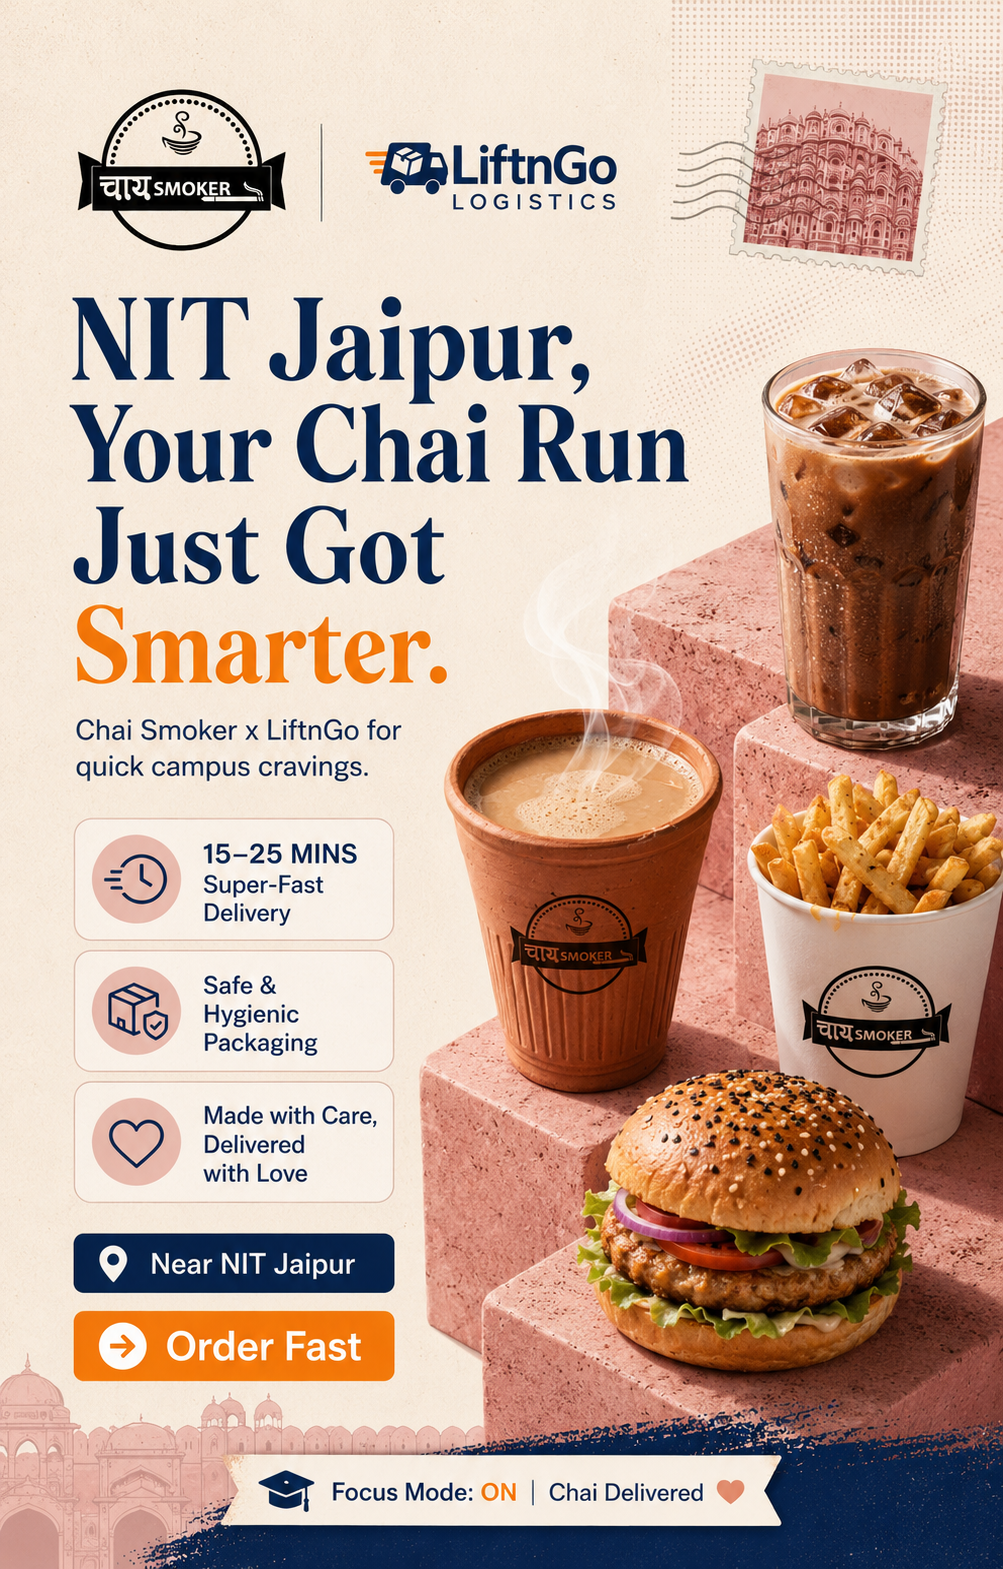 चाय SMOKER
LiftnGo
LOGISTICS
NIT Jaipur,
Your Chai Run
Just Got
Smarter.
Chai Smoker x LiftnGo for
quick campus cravings.
15–25 MINS
Super-Fast
Delivery
Safe &
Hygienic
Packaging
Made with Care,
Delivered
with Love
Near NIT Jaipur
Order Fast
चाय SMOKER
चाय SMOKER
Focus Mode: ON | Chai Delivered